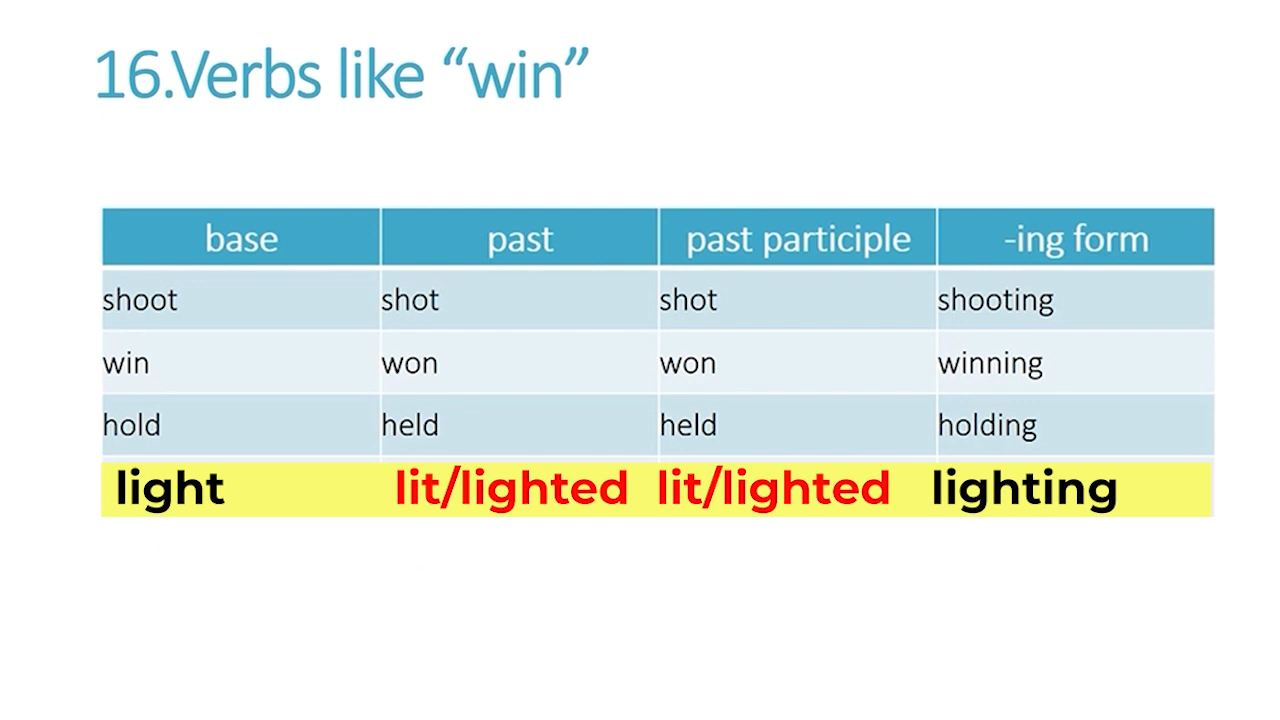 16.Verbs like “win”
base past past participle -ing form
shoot shot shot shooting
win won won winning
hold held held holding
light lit/lighted lit/lighted lighting